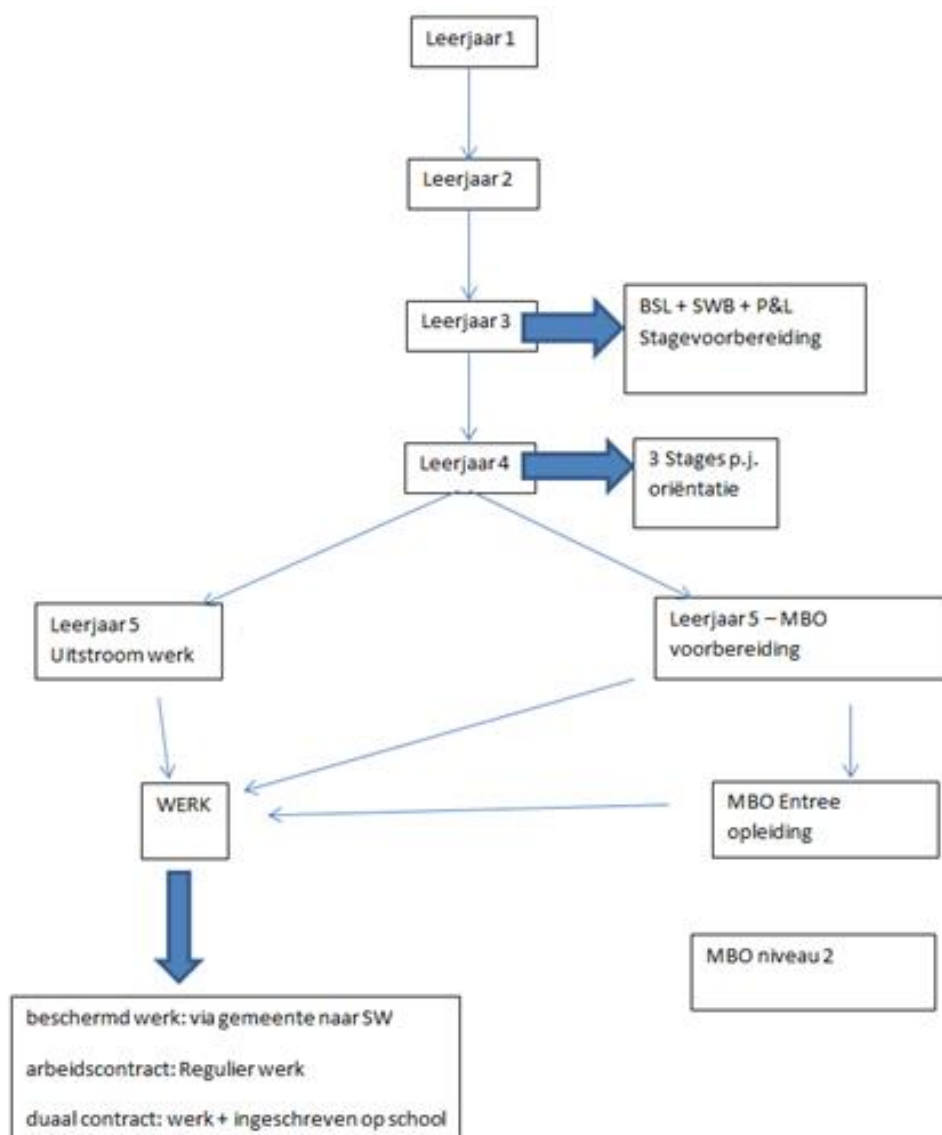 Leerjaar 1
Leerjaar 2
Leerjaar 3
BSL + SWB + P&L
Stagevoorbereiding
Leerjaar 4
3 Stages p.j.
oriëntatie
Leerjaar 5
Uitstroom werk
Leerjaar 5 – MBO
voorbereiding
WERK
MBO Entree
opleiding
MBO niveau 2
beschermd werk: via gemeente naar SW
arbeidscontract: Regulier werk
duaal contract: werk + ingeschreven op school